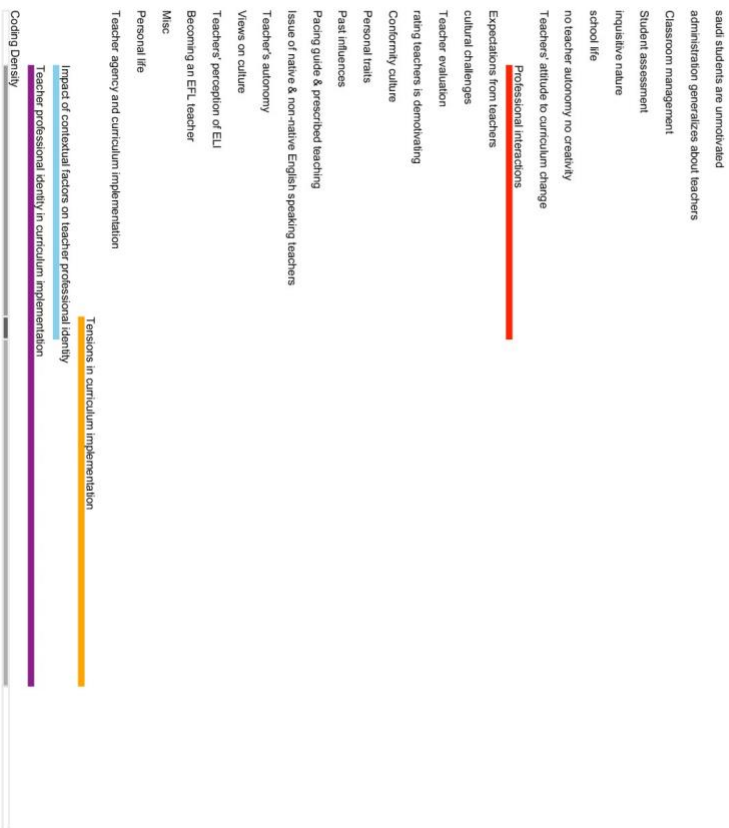 saudi students are unmotivated
administration generalizes about teachers
Classroom management
Student assessment
inquisitive nature
school life
no teacher autonomy no creativity
Teachers' attitude to curriculum change
Professional interactions
Expectations from teachers
cultural challenges
Teacher evaluation
rating teachers is demotivating
Conformity culture
Personal traits
Past influences
Pacing guide & prescribed teaching
Issue of native & non-native English speaking teachers
Teacher's autonomy
Views on culture
Teachers' perception of ELI
Becoming an EFL teacher
Misc
Personal life
Teacher agency and curriculum implementation
Tensions in curriculum implementation
Impact of contextual factors on teacher professional identity
Teacher professional identity in curriculum implementation
Coding Density